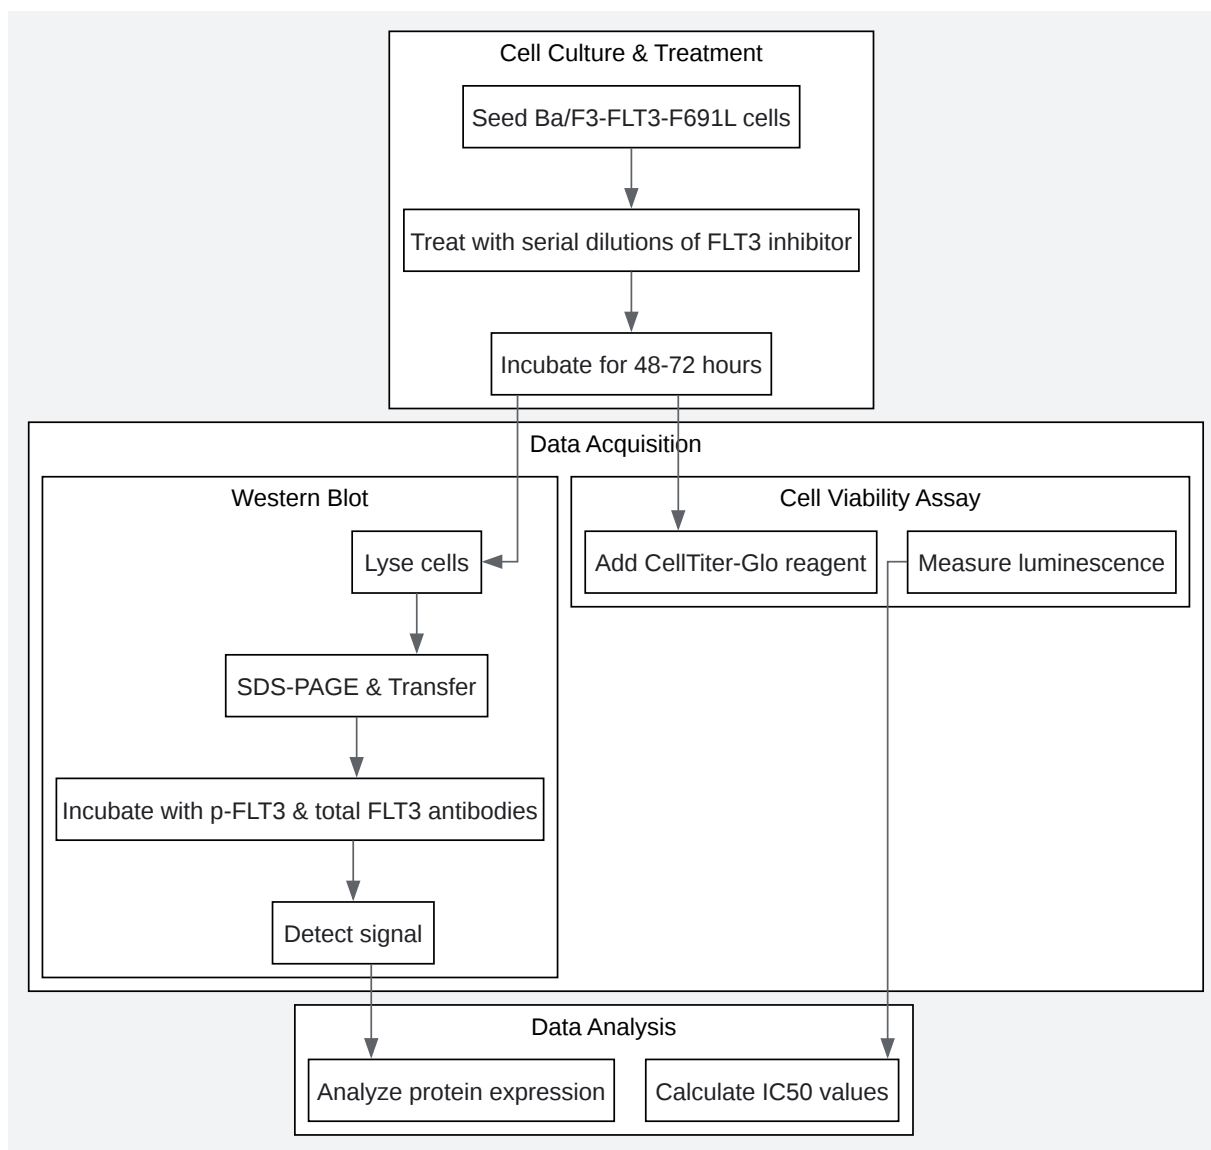 Cell Culture & Treatment
Seed Ba/F3-FLT3-F691L cells
Treat with serial dilutions of FLT3 inhibitor
Incubate for 48-72 hours
Data Acquisition
Western Blot
Lyse cells
SDS-PAGE & Transfer
Incubate with p-FLT3 & total FLT3 antibodies
Detect signal
Cell Viability Assay
Add CellTiter-Glo reagent
Measure luminescence
Data Analysis
Analyze protein expression
Calculate IC50 values